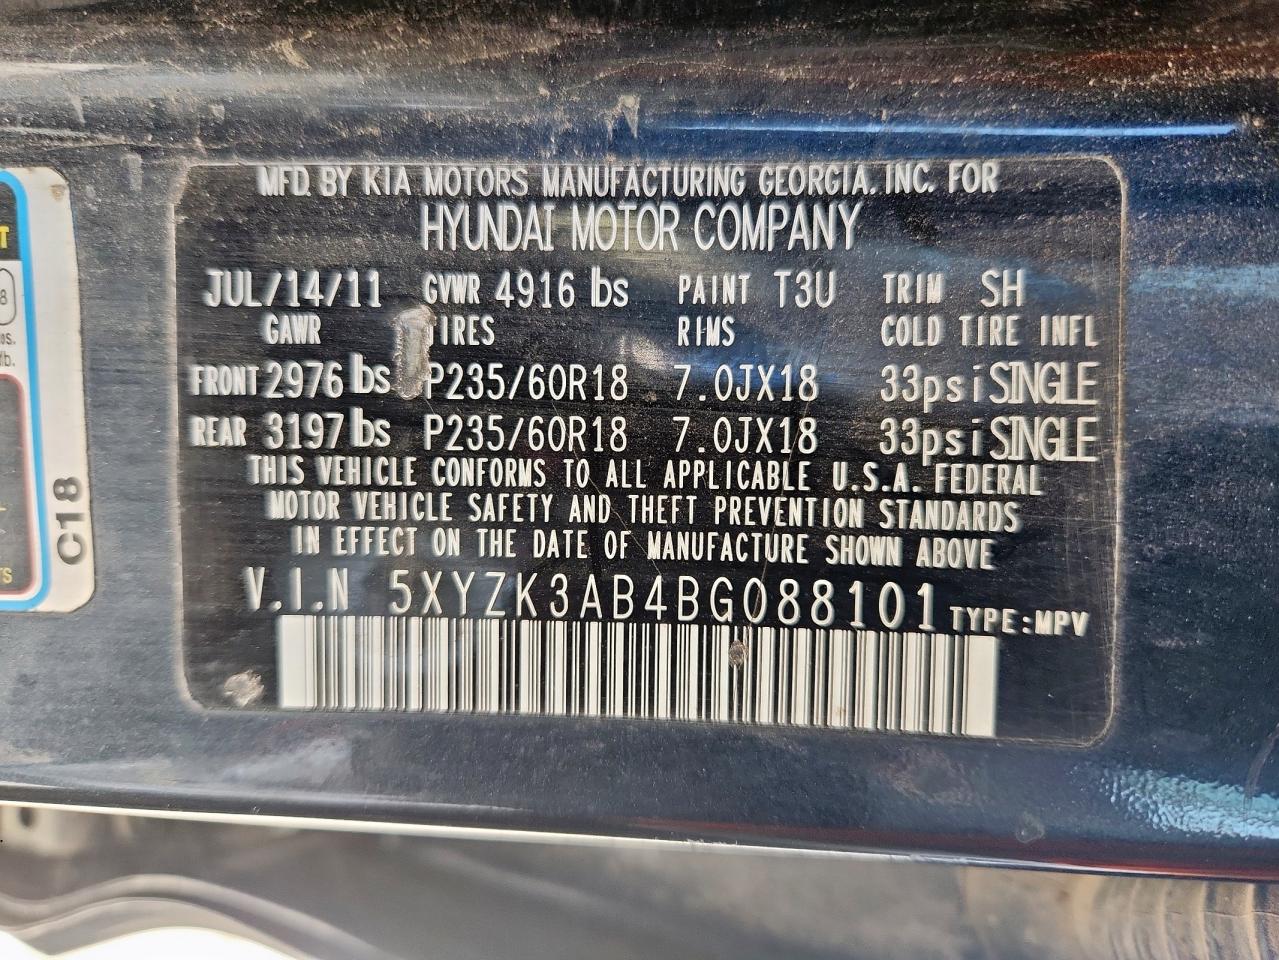 MFD. BY KIA MOTORS MANUFACTURING GEORGIA, INC. FOR
HYUNDAI MOTOR COMPANY
JUL/14/11 GVWR 4916 lbs PAINT T3U TRIM SH
GAWR TIRES RIMS COLD TIRE INFL
FRONT 2976 lbs P235/60R18 7.0JX18 33psi SINGLE
REAR 3197 lbs P235/60R18 7.0JX18 33psi SINGLE
THIS VEHICLE CONFORMS TO ALL APPLICABLE U.S.A. FEDERAL
MOTOR VEHICLE SAFETY AND THEFT PREVENTION STANDARDS
IN EFFECT ON THE DATE OF MANUFACTURE SHOWN ABOVE
V.I.N 5XYZK3AB4BG088101 TYPE:MPV
C18